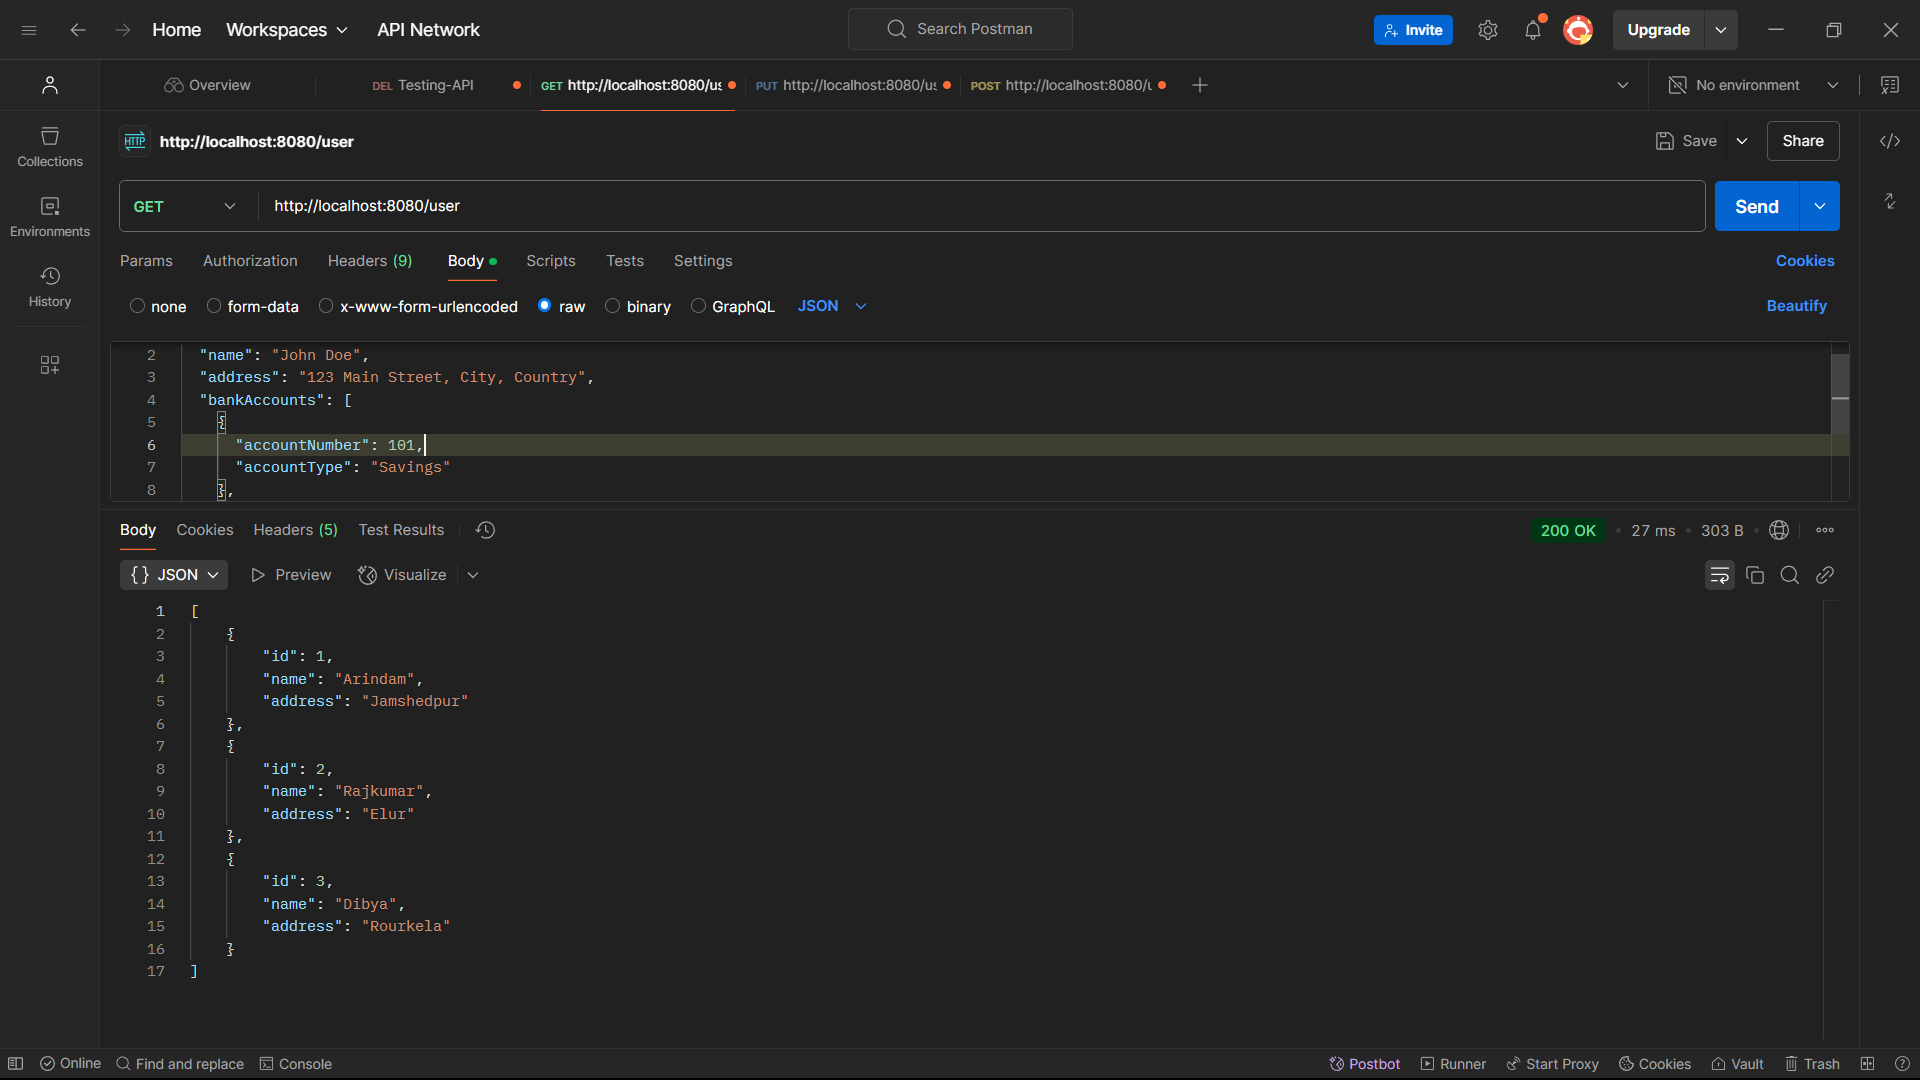 Home Workspaces API Network Search Postman Invite Upgrade
Overview DEL Testing-API GET http://localhost:8080/us PUT http://localhost:8080/us POST http://localhost:8080/ No environment
HTTP http://localhost:8080/user Save Share
Collections
Environments
History
GET http://localhost:8080/user Send
Params Authorization Headers (9) Body Scripts Tests Settings Cookies
none form-data x-www-form-urlencoded raw binary GraphQL JSON Beautify
2 "name": "John Doe",
3 "address": "123 Main Street, City, Country",
4 "bankAccounts": [
5 {
6 "accountNumber": 101,
7 "accountType": "Savings"
8 },
Body Cookies Headers (5) Test Results 200 OK 27 ms 303 B
{} JSON Preview Visualize
1 [
2 {
3 "id": 1,
4 "name": "Arindam",
5 "address": "Jamshedpur"
6 },
7 {
8 "id": 2,
9 "name": "Rajkumar",
10 "address": "Elur"
11 },
12 {
13 "id": 3,
14 "name": "Dibya",
15 "address": "Rourkela"
16 }
17 ]
Online Find and replace Console Postbot Runner Start Proxy Cookies Vault Trash